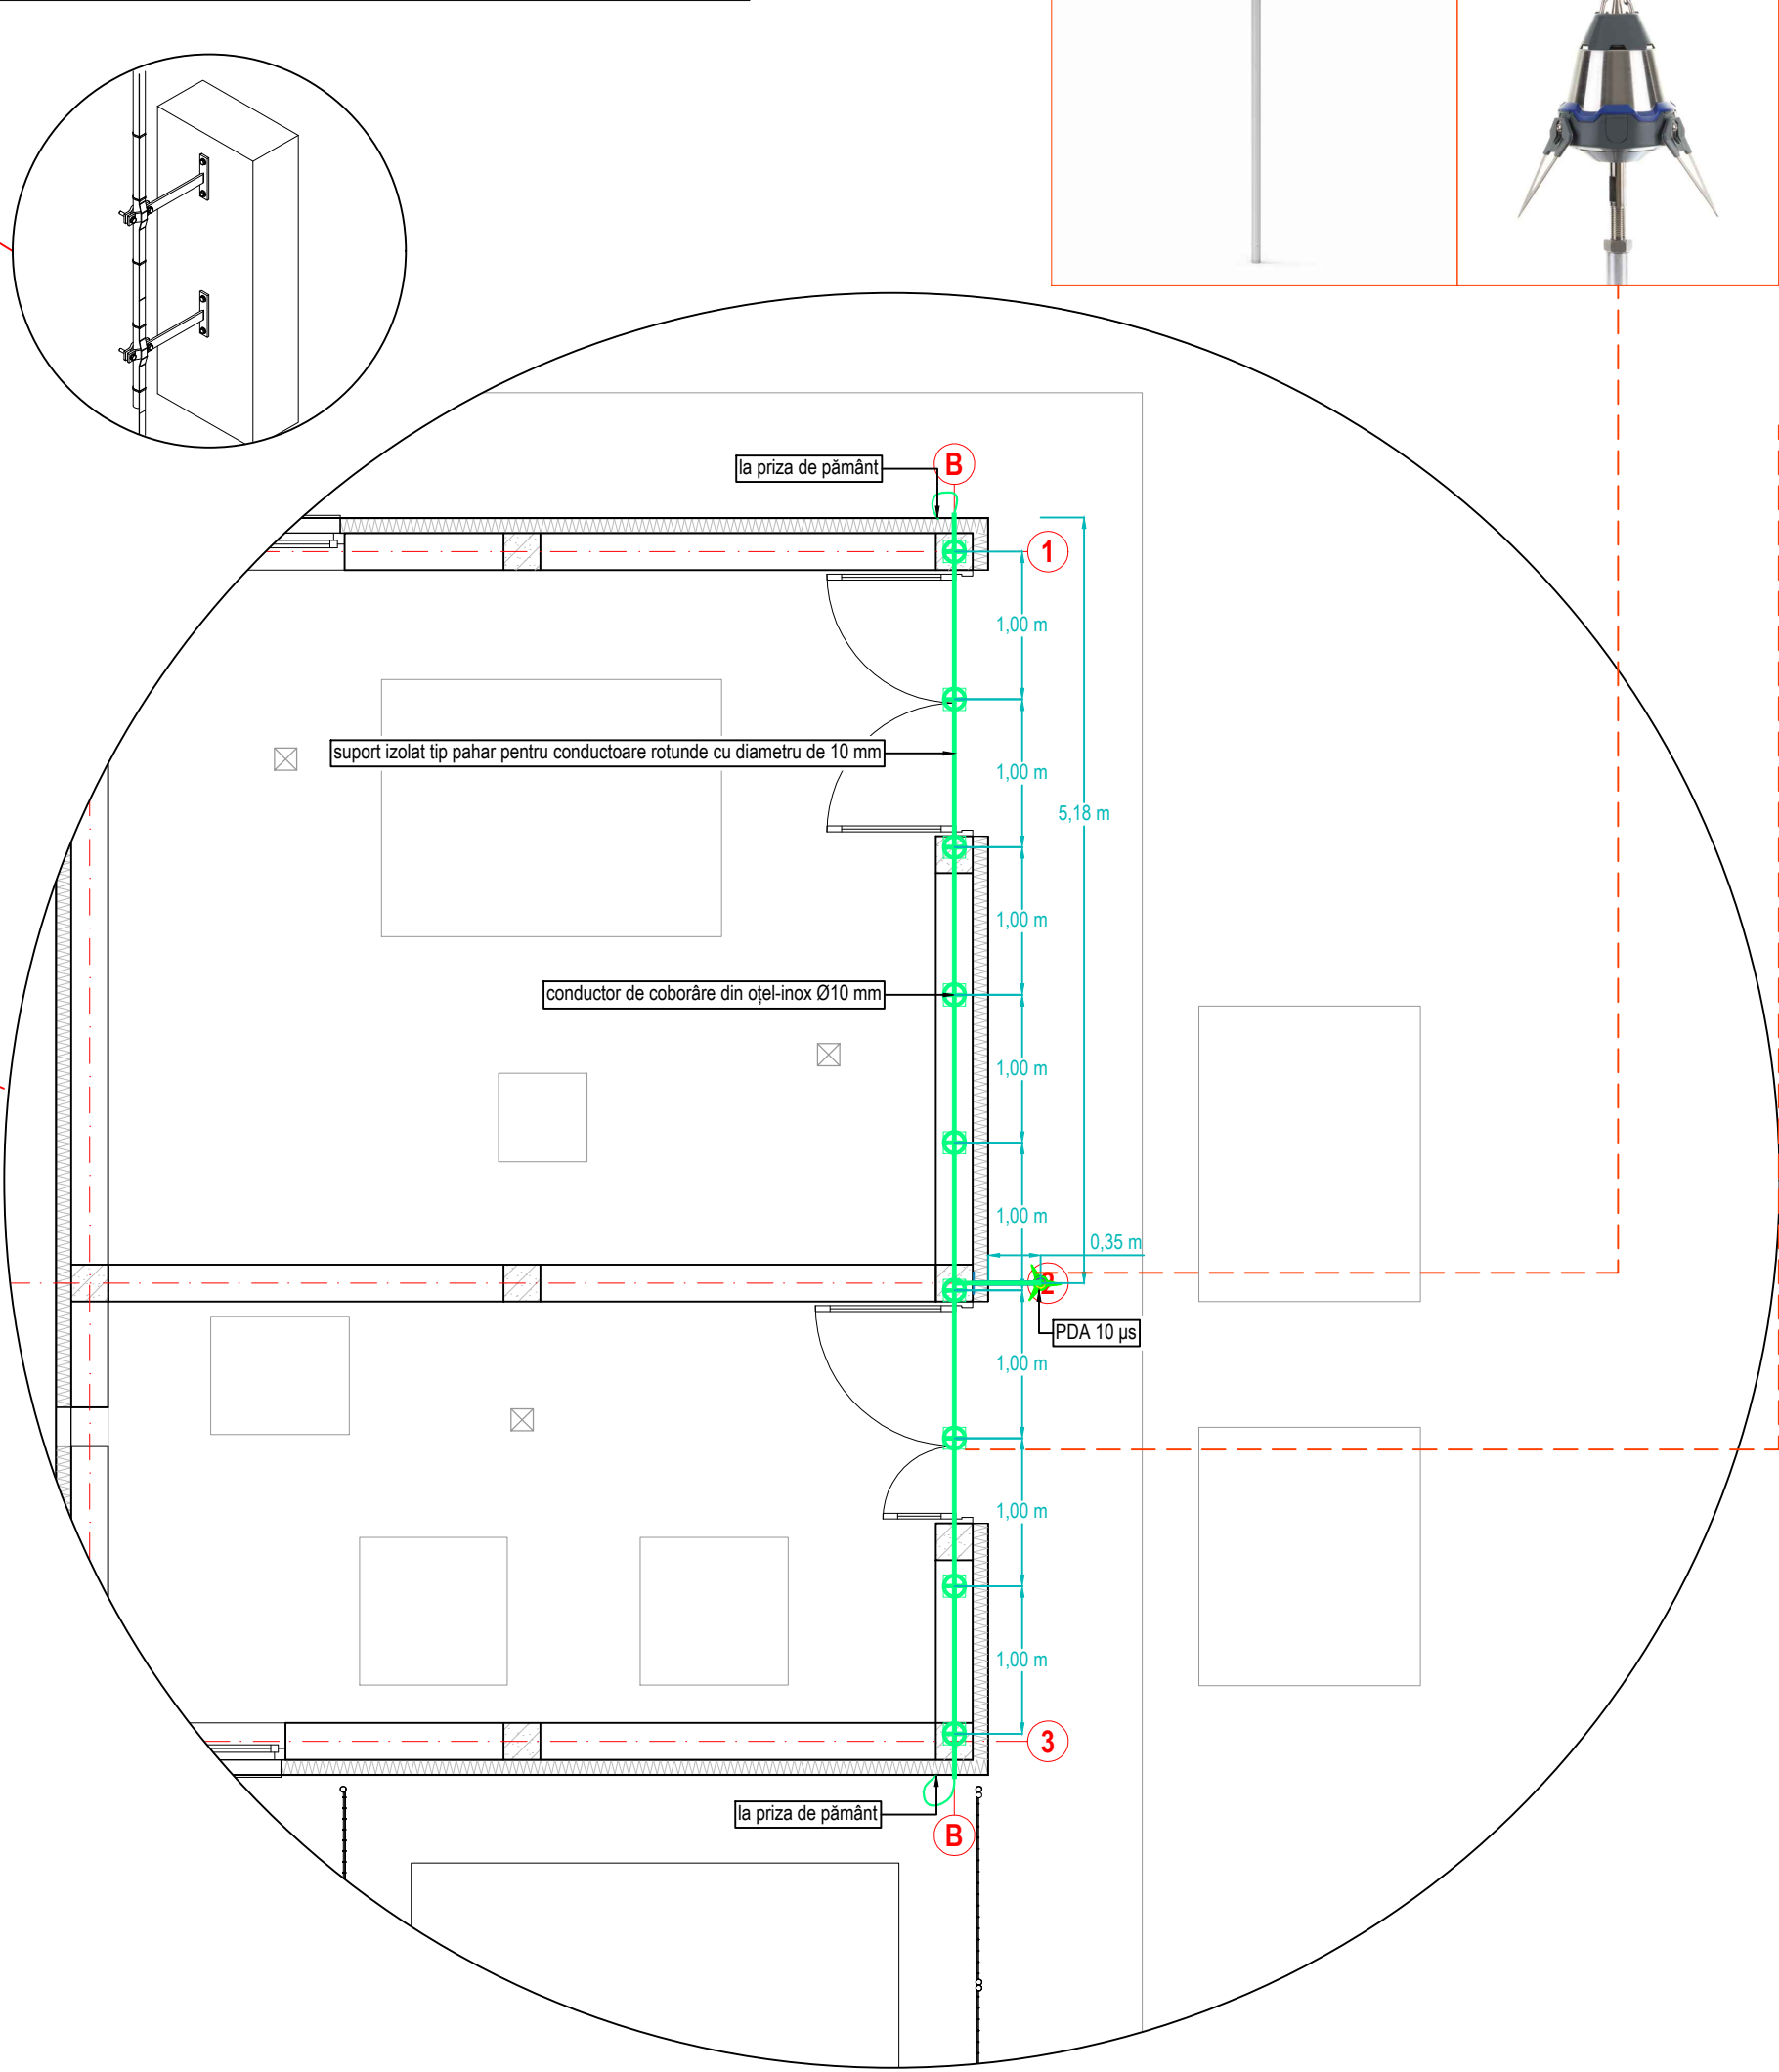 la priza de pământ
B
1
1,00 m
suport izolat tip pahar pentru conductoare rotunde cu diametru de 10 mm
1,00 m
5,18 m
1,00 m
conductor de coborâre din oțel-inox Ø10 mm
1,00 m
1,00 m
0,35 m
2
PDA 10 µs
1,00 m
1,00 m
1,00 m
3
la priza de pământ
B